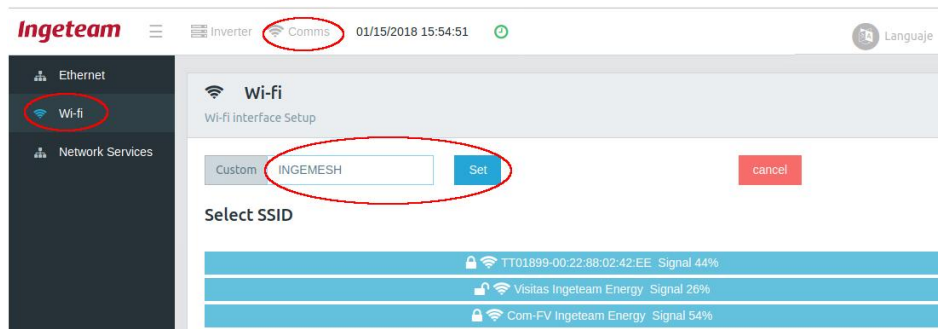 Ingeteam
Inverter Comms 01/15/2018 15:54:51 Languaje
Ethernet
Wi-fi
Network Services
Wi-fi
Wi-fi interface Setup
Custom INGEMESH Set cancel
Select SSID
TT01899-00:22:88:02:42:EE Signal 44%
Visitas Ingeteam Energy Signal 26%
Com-FV Ingeteam Energy Signal 54%